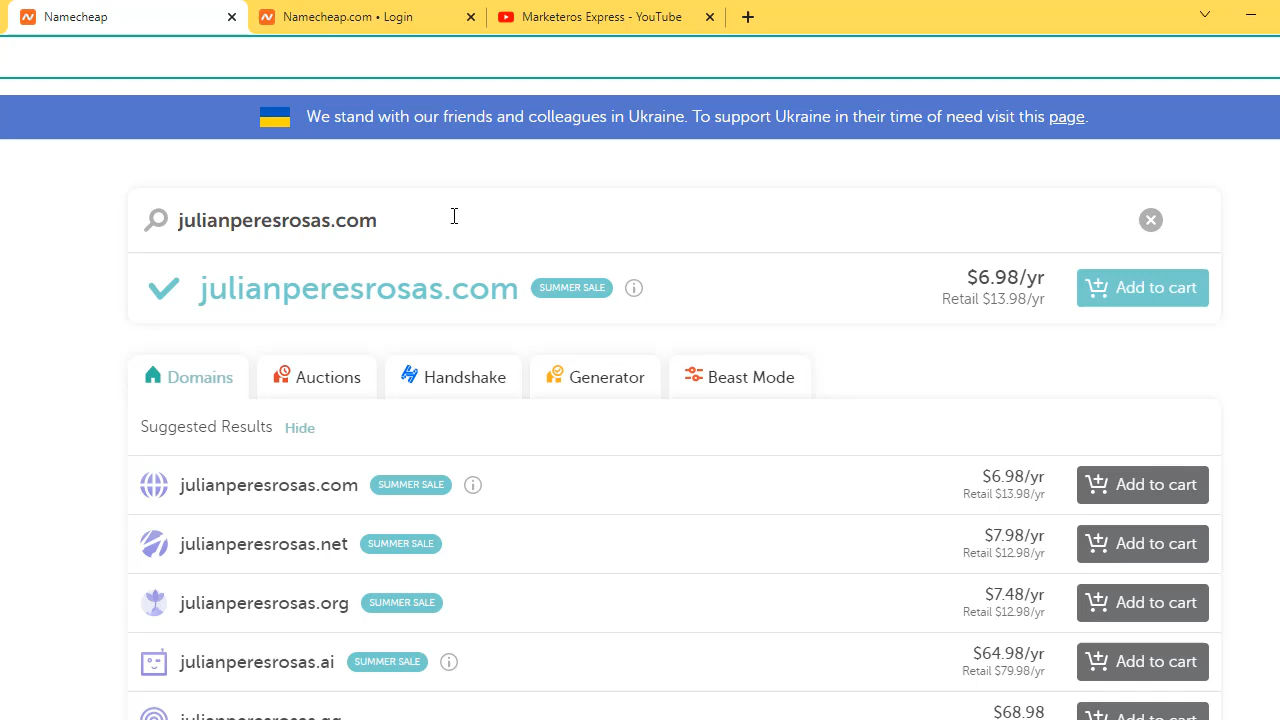 Namecheap
Namecheap.com • Login
Marketeros Express - YouTube
We stand with our friends and colleagues in Ukraine. To support Ukraine in their time of need visit this page.
julianperesrosas.com
julianperesrosas.com SUMMER SALE $6.98/yr Add to cart
Retail $13.98/yr
Domains Auctions Handshake Generator Beast Mode
Suggested Results Hide
julianperesrosas.com SUMMER SALE $6.98/yr Add to cart
Retail $13.98/yr
julianperesrosas.net SUMMER SALE $7.98/yr Add to cart
Retail $12.98/yr
julianperesrosas.org SUMMER SALE $7.48/yr Add to cart
Retail $12.98/yr
julianperesrosas.ai SUMMER SALE $64.98/yr Add to cart
Retail $79.98/yr
$68.98